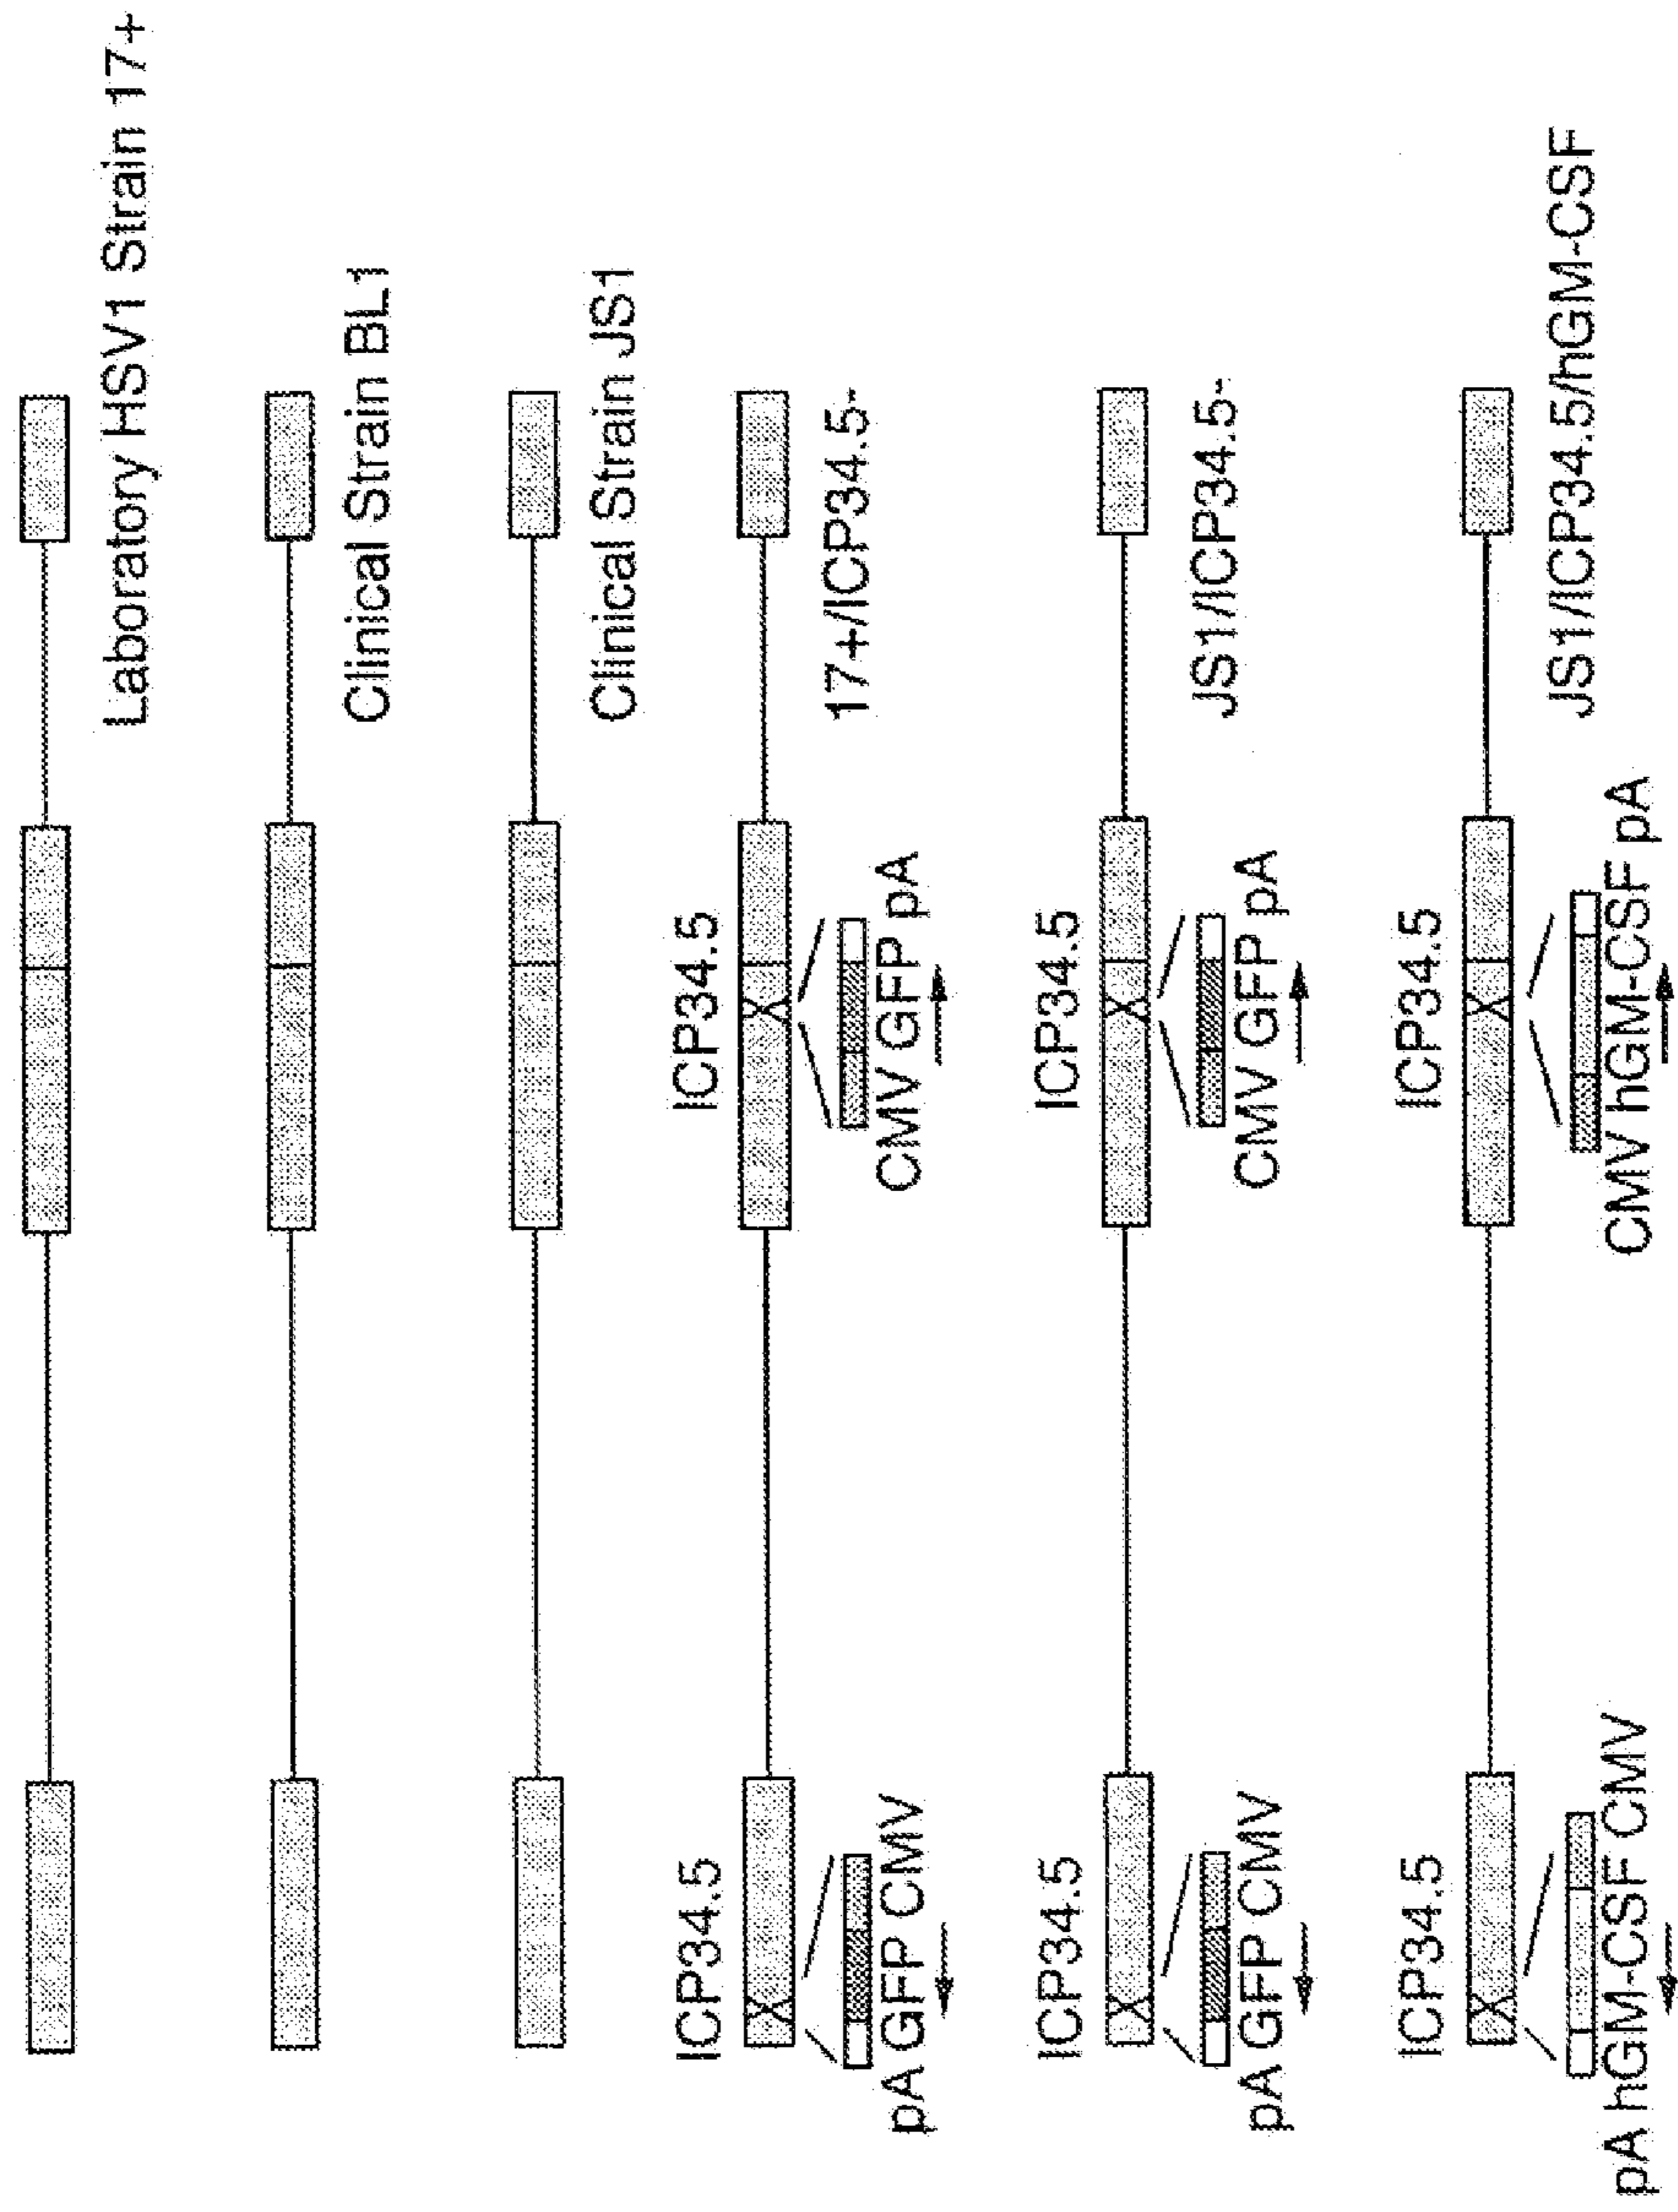 Laboratory HSV1 Strain 17+
Clinical Strain BL1
Clinical Strain JS1
ICP34.5
ICP34.5
pA GFP CMV
CMV GFP pA
17+/ICP34.5-
ICP34.5
ICP34.5
pA GFP CMV
CMV GFP pA
JS1/ICP34.5-
ICP34.5
ICP34.5
pA hGM-CSF CMV
CMV hGM-CSF pA
JS1/ICP34.5/hGM-CSF